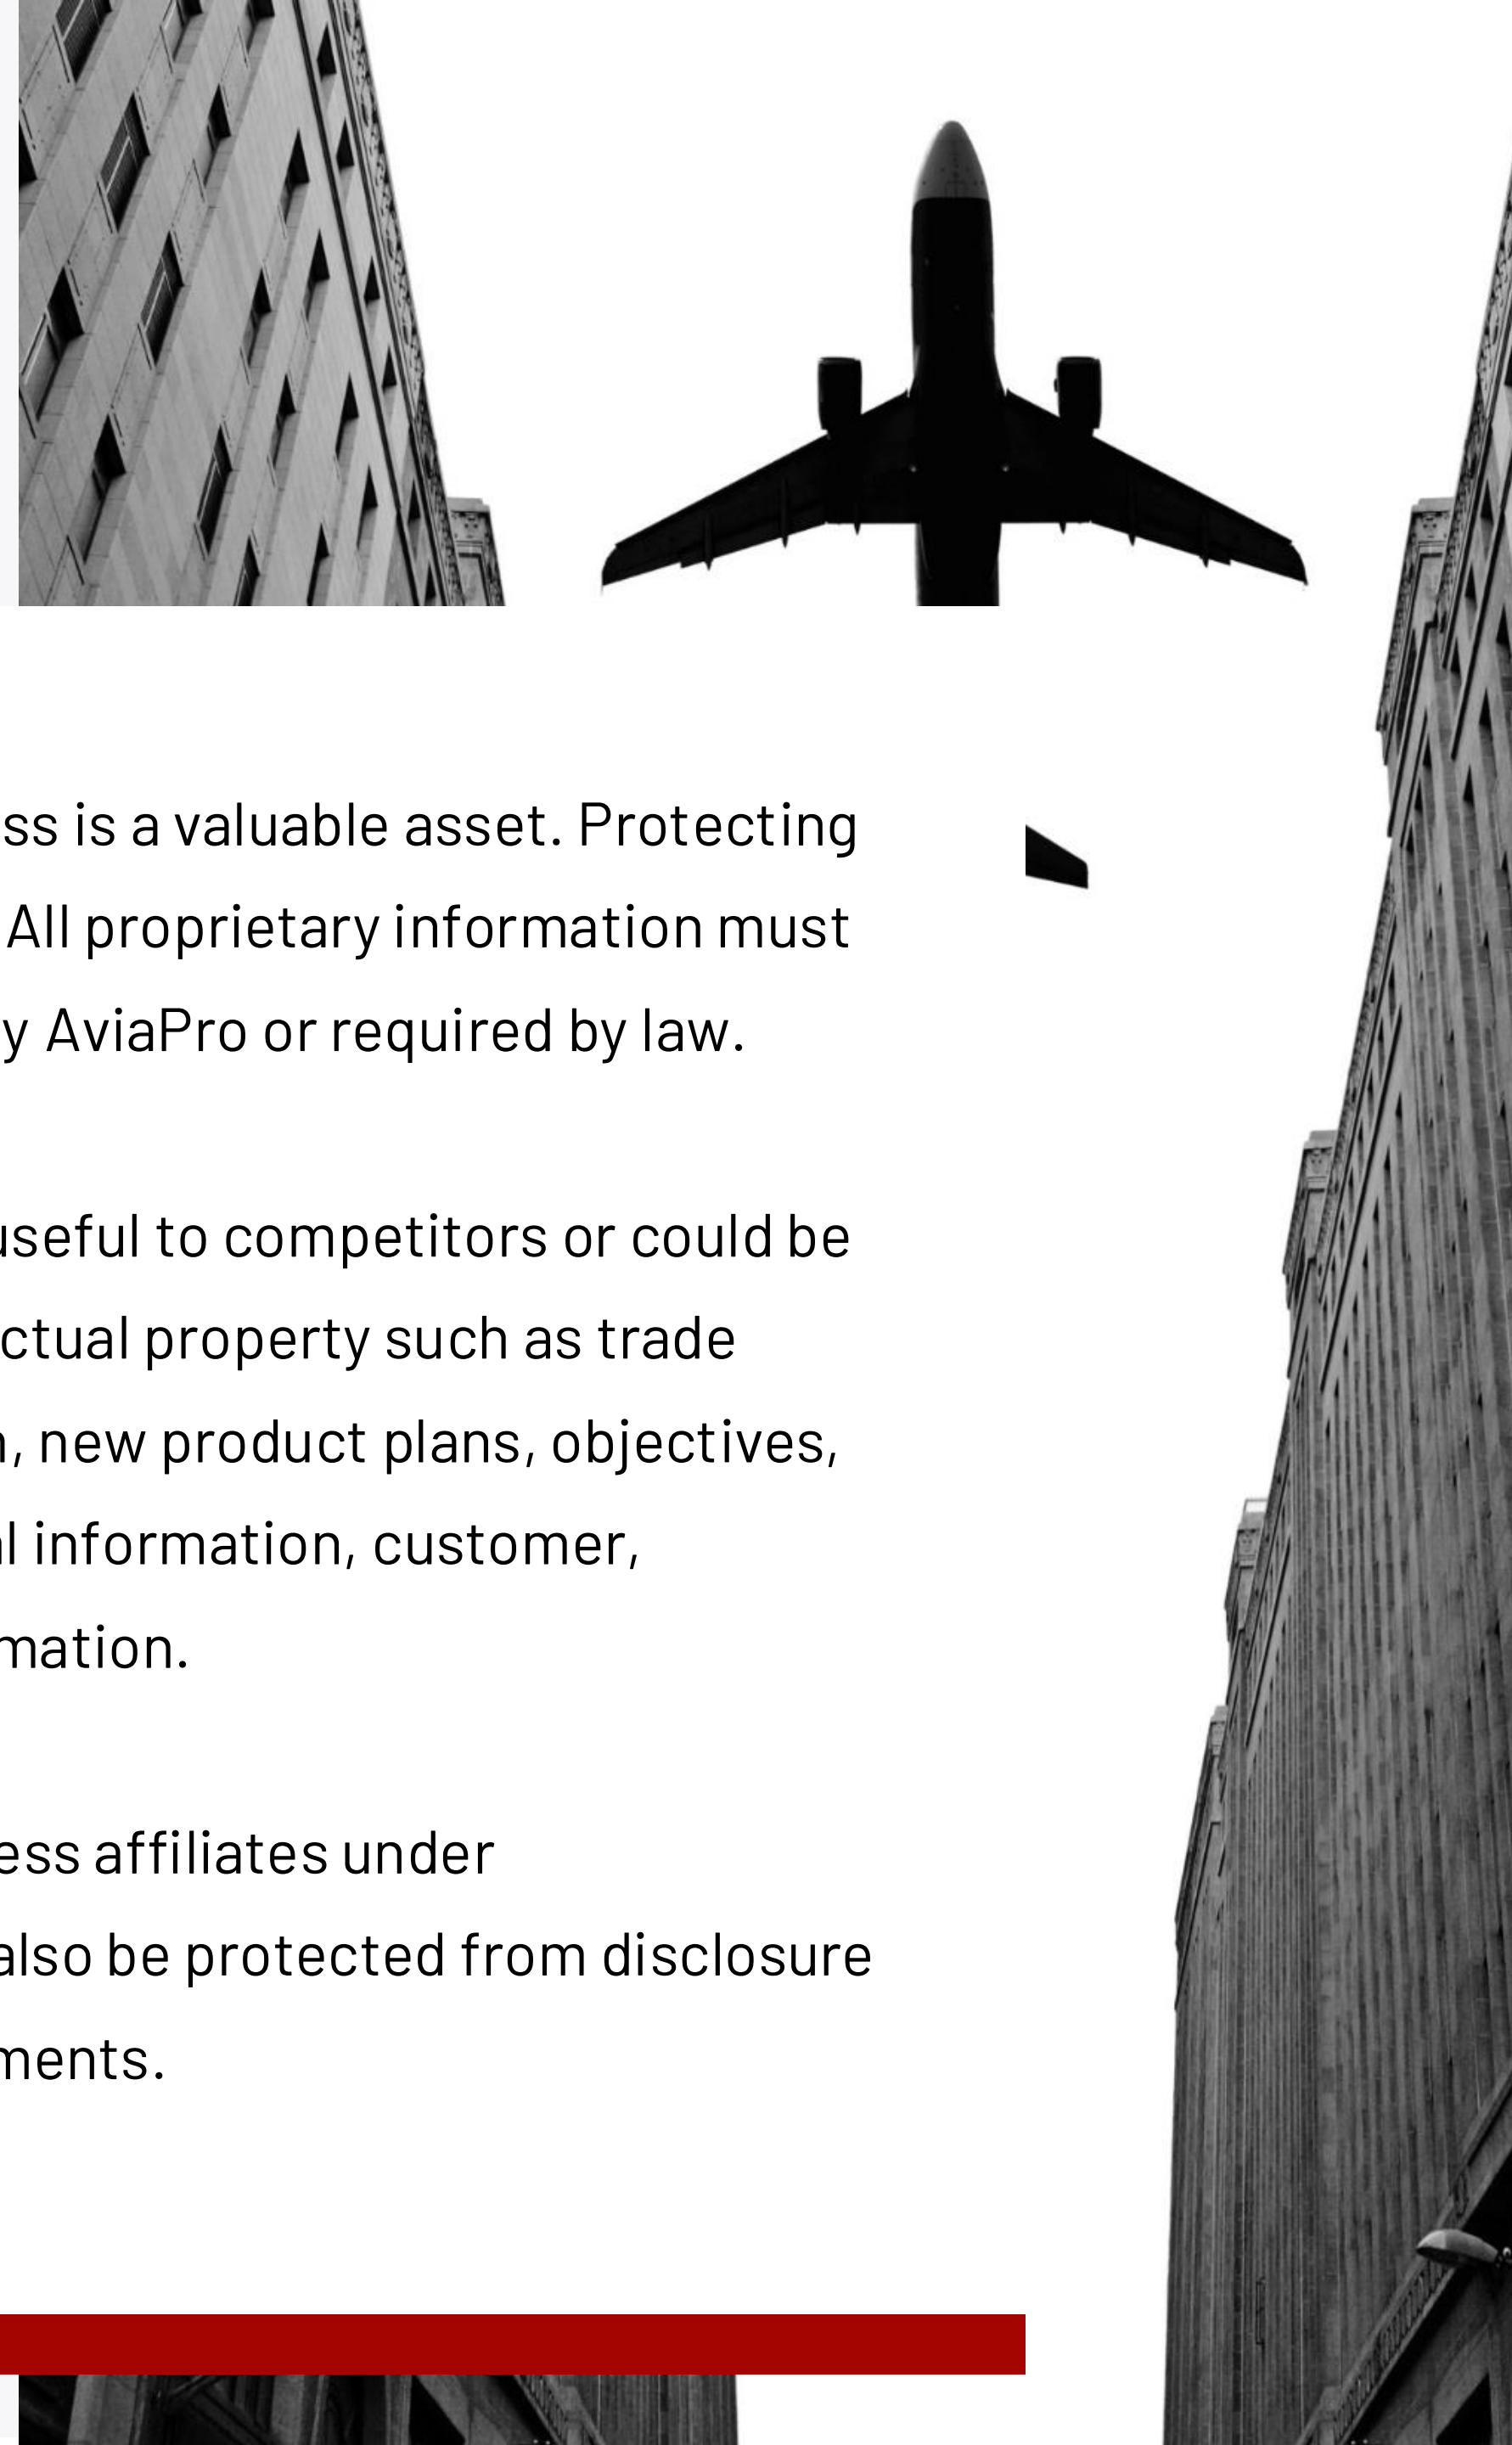 ss is a valuable asset. Protecting
All proprietary information must
y AviaPro or required by law.
useful to competitors or could be
ctual property such as trade
, new product plans, objectives,
l information, customer,
mation.
ess affiliates under
also be protected from disclosure
ments.